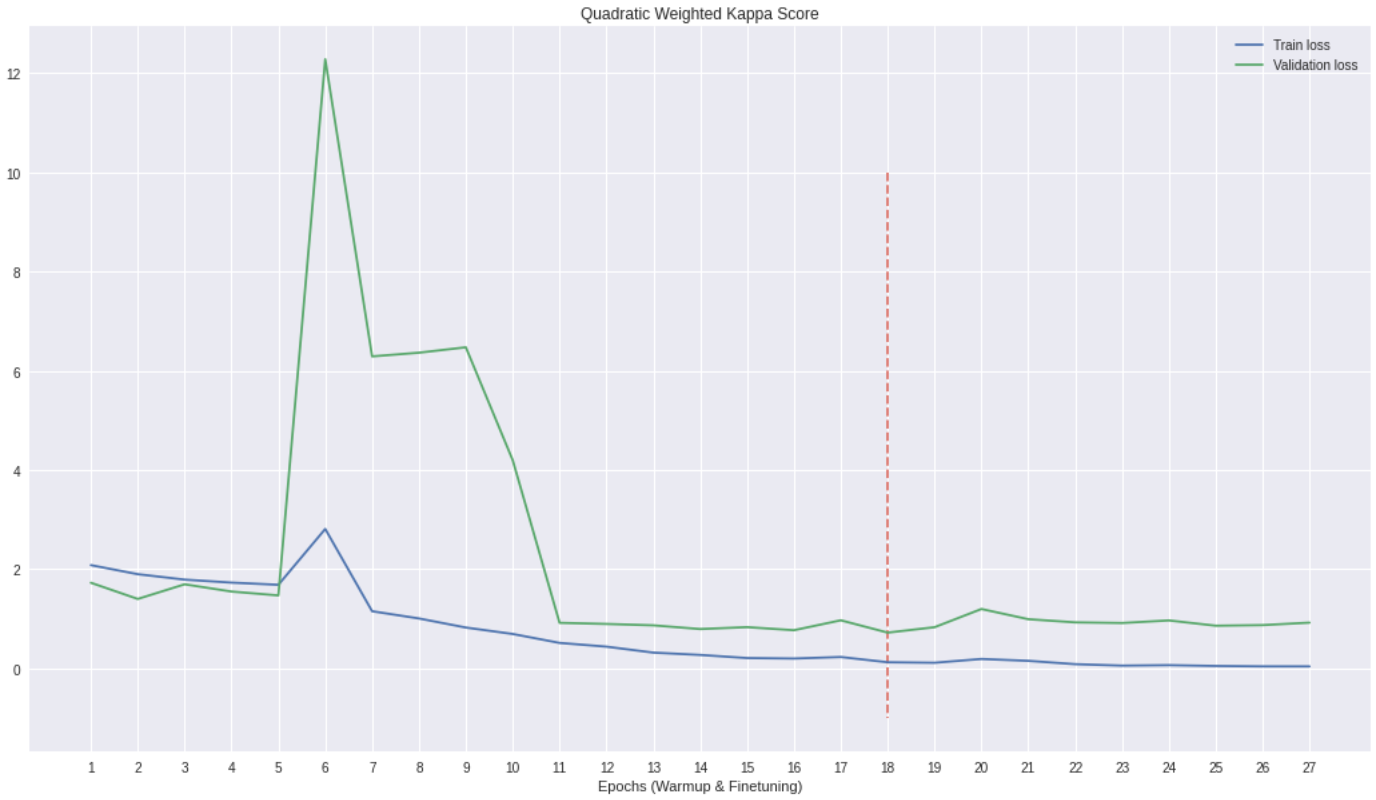 Quadratic Weighted Kappa Score
Train loss
Validation loss
12
10
8
6
4
2
0
1 2 3 4 5 6 7 8 9 10 11 12 13 14 15 16 17 18 19 20 21 22 23 24 25 26 27
Epochs (Warmup & Finetuning)